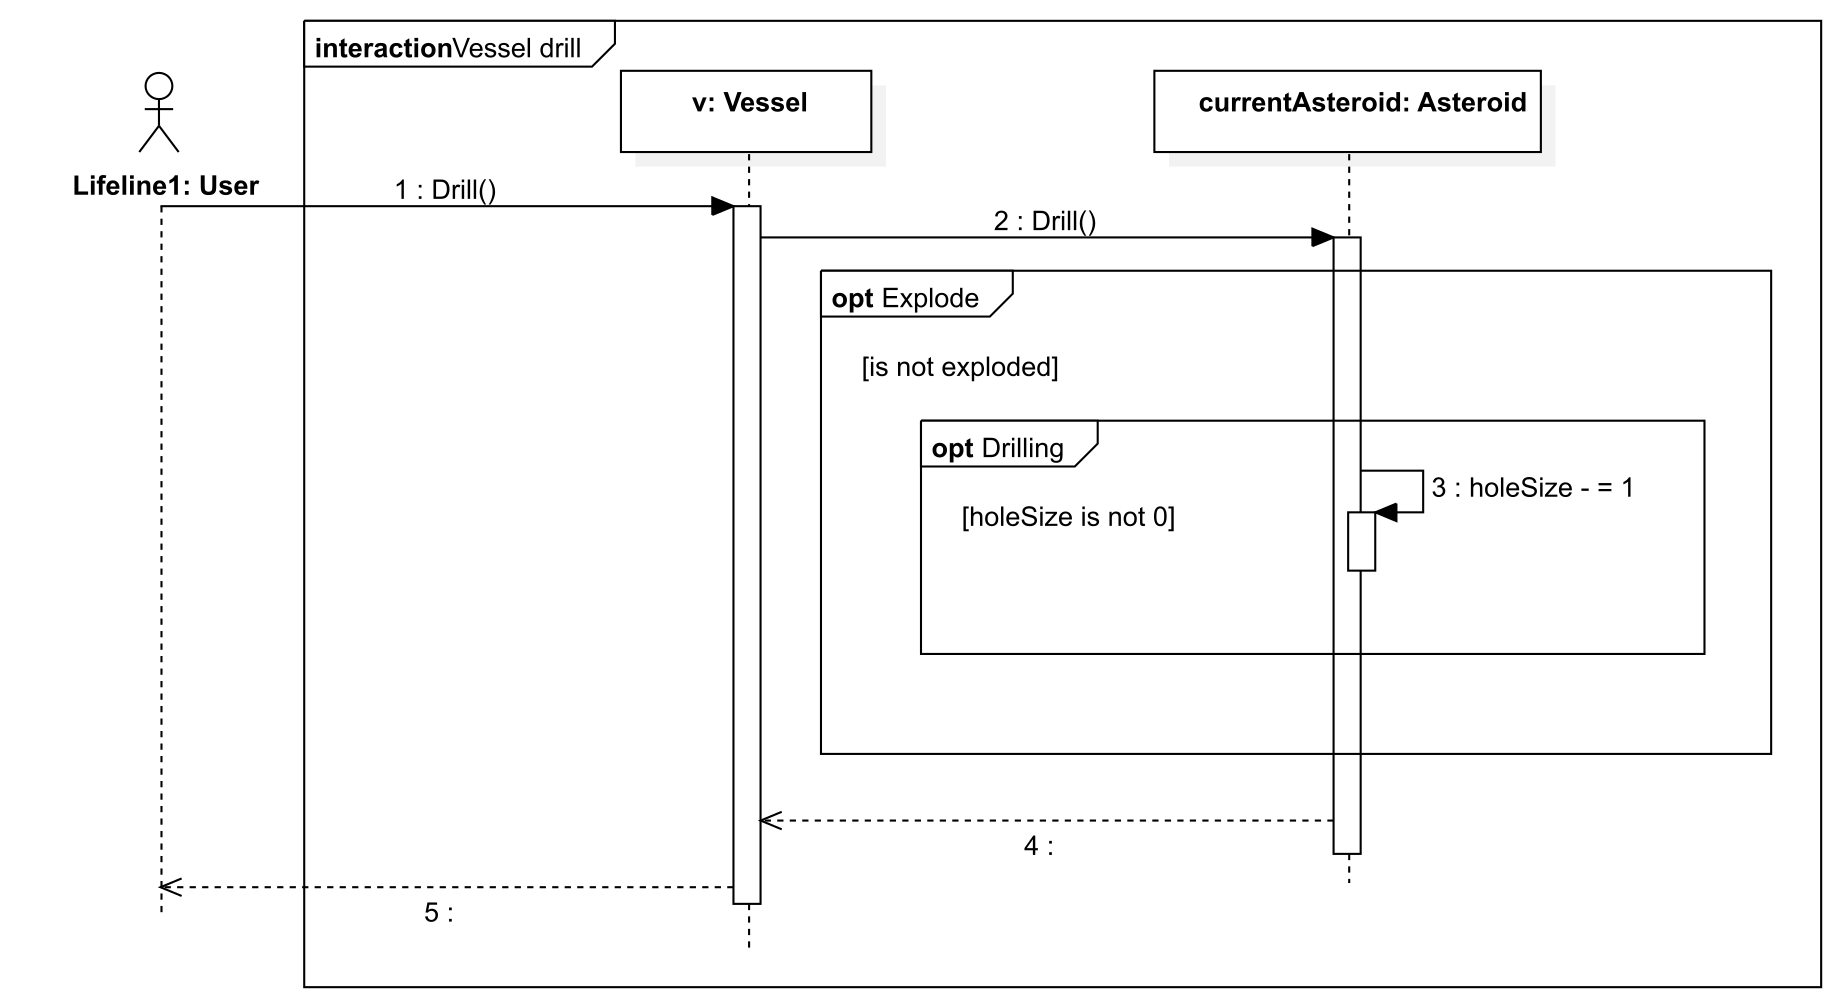 interactionVessel drill
v: Vessel
currentAsteroid: Asteroid
Lifeline1: User
1 : Drill()
2 : Drill()
opt Explode
[is not exploded]
opt Drilling
3 : holeSize - = 1
[holeSize is not 0]
4 :
5 :